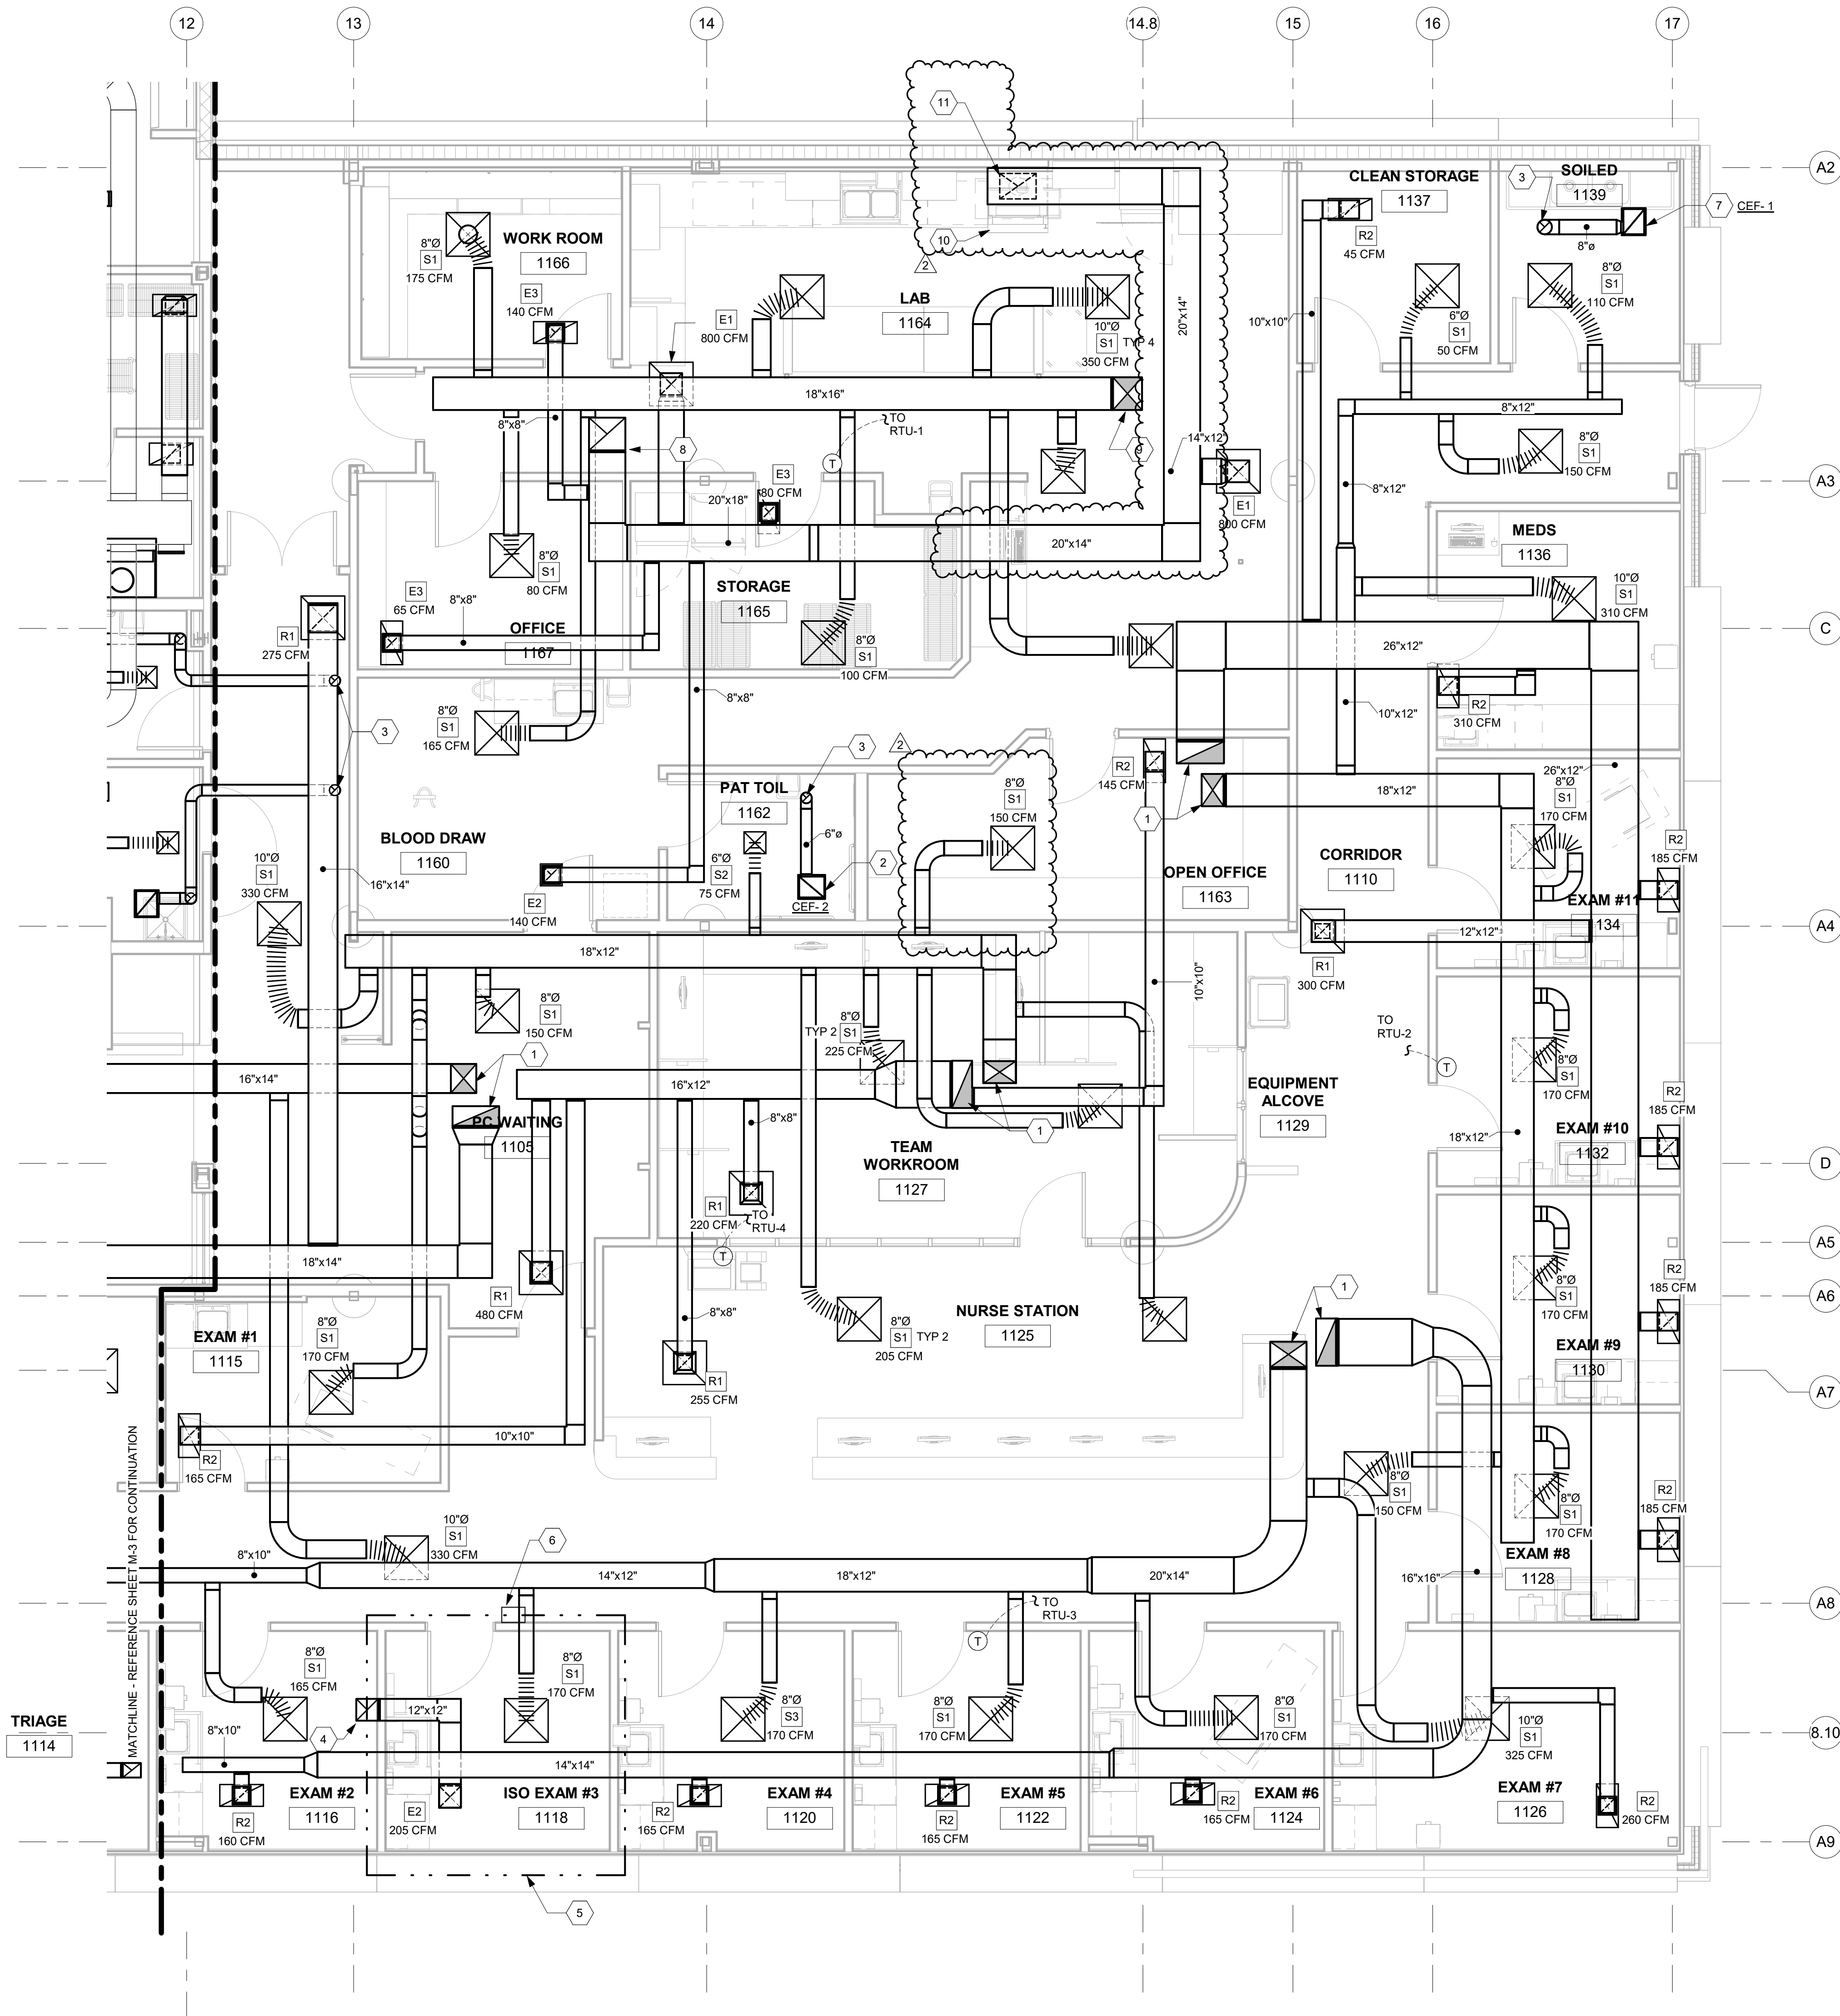 12
13
14
14.8
15
16
17
A2
A3
C
A4
D
A5
A6
A7
A8
8.10
A9
11
10
2
CLEAN STORAGE
1137
SOILED
1139
3
7
CEF- 1
8"ø
R2
45 CFM
8"Ø
S1
110 CFM
6"Ø
S1
50 CFM
10"x10"
8"x12"
8"Ø
S1
150 CFM
8"x12"
WORK ROOM
1166
8"Ø
S1
175 CFM
E3
140 CFM
E1
800 CFM
LAB
1164
10"Ø
S1 TYP 4
350 CFM
20"x14"
18"x16"
8"x8"
TO
RTU-1
T
8
9
14"x12"
E1
800 CFM
E3
80 CFM
20"x18"
20"x14"
8"Ø
S1
80 CFM
STORAGE
1165
E3
65 CFM
8"x8"
OFFICE
1167
8"Ø
S1
100 CFM
R1
275 CFM
MEDS
1136
10"Ø
S1
310 CFM
26"x12"
R2
310 CFM
10"x12"
8"x8"
8"Ø
S1
165 CFM
3
3
2
PAT TOIL
1162
6"ø
6"Ø
S2
75 CFM
2
CEF- 2
8"Ø
S1
150 CFM
R2
145 CFM
1
18"x12"
26"x12"
8"Ø
S1
170 CFM
R2
185 CFM
BLOOD DRAW
1160
E2
140 CFM
OPEN OFFICE
1163
CORRIDOR
1110
EXAM #11
134
10"Ø
S1
330 CFM
16"x14"
18"x12"
12"x12"
R1
300 CFM
10"x10"
8"Ø
S1
150 CFM
8"Ø
TYP 2 S1
225 CFM
TO
RTU-2
T
8"Ø
S1
170 CFM
16"x14"
1
16"x12"
8"x8"
PC WAITING
1105
TEAM
WORKROOM
1127
1
EQUIPMENT
ALCOVE
1129
18"x12"
EXAM #10
1132
R2
185 CFM
R1
220 CFM
TO
RTU-4
T
18"x14"
R1
480 CFM
8"x8"
NURSE STATION
1125
8"Ø
S1 TYP 2
205 CFM
1
8"Ø
S1
170 CFM
R2
185 CFM
EXAM #9
1130
EXAM #1
1115
8"Ø
S1
170 CFM
R1
255 CFM
10"x10"
R2
165 CFM
8"Ø
S1
150 CFM
8"Ø
S1
170 CFM
R2
185 CFM
EXAM #8
1128
16"x16"
10"Ø
S1
330 CFM
6
8"x10"
14"x12"
18"x12"
20"x14"
TO
RTU-3
T
MATCHLINE - REFERENCE SHEET M-3 FOR CONTINUATION
TRIAGE
1114
8"Ø
S1
165 CFM
8"x10"
4
12"x12"
8"Ø
S1
170 CFM
8"Ø
S3
170 CFM
8"Ø
S1
170 CFM
8"Ø
S1
170 CFM
10"Ø
S1
325 CFM
14"x14"
EXAM #2
1116
R2
160 CFM
E2
205 CFM
ISO EXAM #3
1118
R2
165 CFM
EXAM #4
1120
R2
165 CFM
EXAM #5
1122
R2
165 CFM
EXAM #6
1124
EXAM #7
1126
R2
260 CFM
5